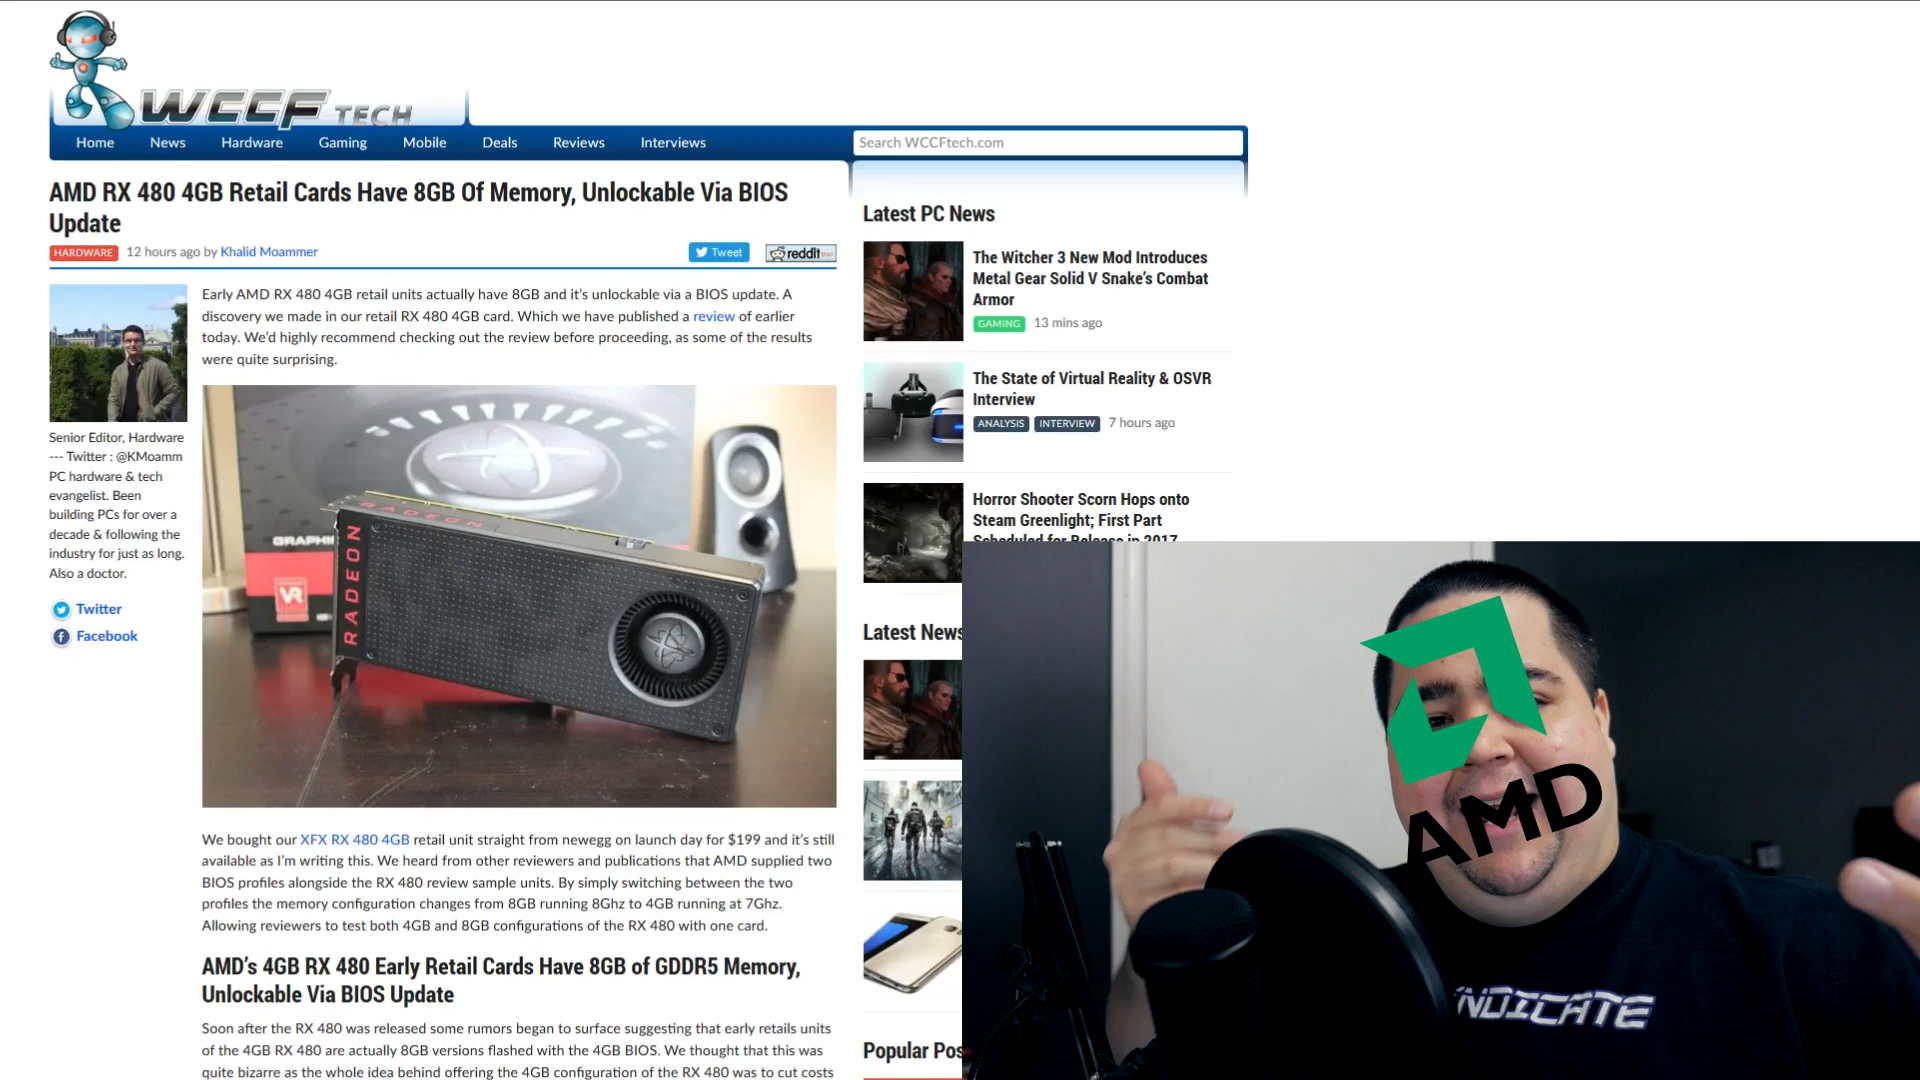 WCCF TECH
Home News Hardware Gaming Mobile Deals Reviews Interviews
Search WCCFtech.com
AMD RX 480 4GB Retail Cards Have 8GB Of Memory, Unlockable Via BIOS
Update
HARDWARE 12 hours ago by Khalid Moammer
Tweet
reddit
Early AMD RX 480 4GB retail units actually have 8GB and it's unlockable via a BIOS update. A
discovery we made in our retail RX 480 4GB card. Which we have published a review of earlier
today. We'd highly recommend checking out the review before proceeding, as some of the results
were quite surprising.
Senior Editor, Hardware
--- Twitter : @KMoamm
PC hardware & tech
evangelist. Been
building PCs for over a
decade & following the
industry for just as long.
Also a doctor.
Twitter
Facebook
RADEON
RADEON
VR
We bought our XFX RX 480 4GB retail unit straight from newegg on launch day for $199 and it's still
available as I'm writing this. We heard from other reviewers and publications that AMD supplied two
BIOS profiles alongside the RX 480 review sample units. By simply switching between the two
profiles the memory configuration changes from 8GB running 8Ghz to 4GB running at 7Ghz.
Allowing reviewers to test both 4GB and 8GB configurations of the RX 480 with one card.
AMD's 4GB RX 480 Early Retail Cards Have 8GB of GDDR5 Memory,
Unlockable Via BIOS Update
Soon after the RX 480 was released some rumors began to surface suggesting that early retails units
of the 4GB RX 480 are actually 8GB versions flashed with the 4GB BIOS. We thought that this was
quite bizarre as the whole idea behind offering the 4GB configuration of the RX 480 was to cut costs
Latest PC News
The Witcher 3 New Mod Introduces
Metal Gear Solid V Snake's Combat
Armor
GAMING 13 mins ago
The State of Virtual Reality & OSVR
Interview
ANALYSIS INTERVIEW 7 hours ago
Horror Shooter Scorn Hops onto
Steam Greenlight; First Part
Scheduled for Release in 2017
Latest News
Popular Pos
AMD
NDICATE